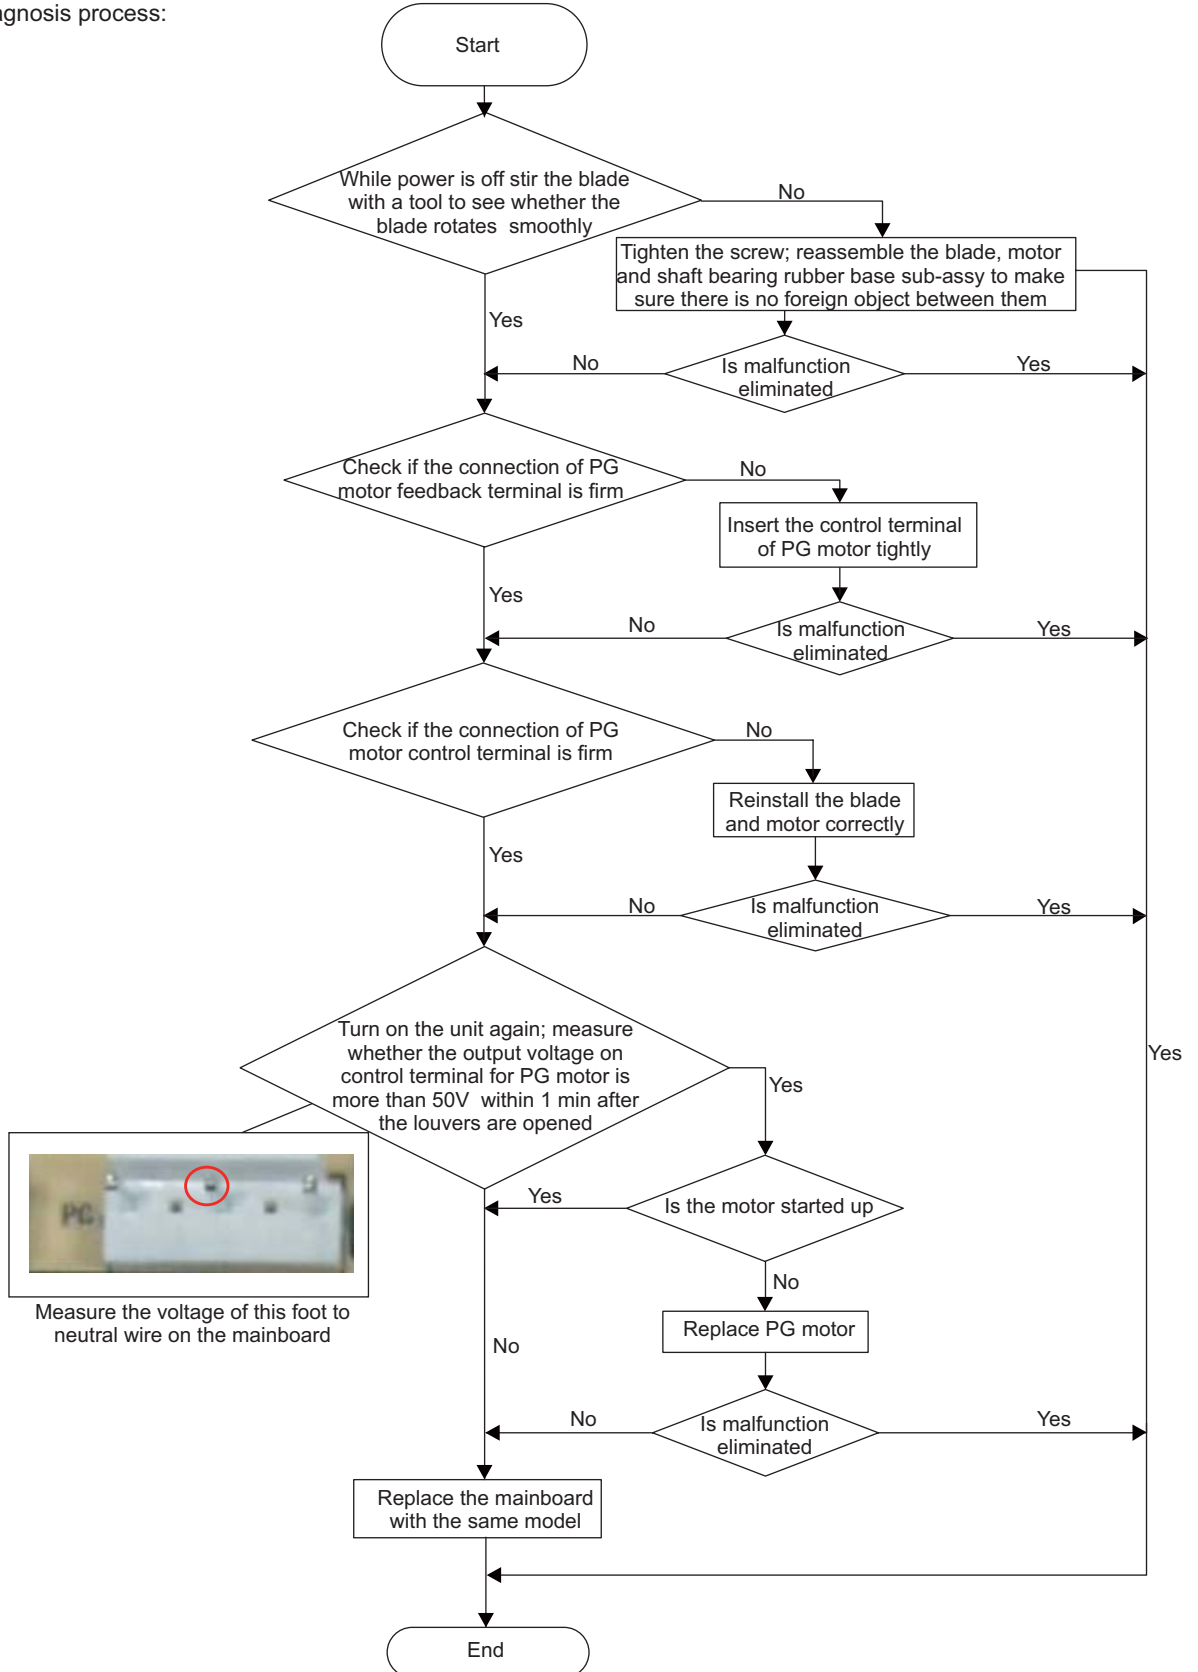 agnosis process:
Start
While power is off stir the blade
with a tool to see whether the
blade rotates smoothly
No
Tighten the screw; reassemble the blade, motor
and shaft bearing rubber base sub-assy to make
sure there is no foreign object between them
Yes
No
Is malfunction
eliminated
Yes
Check if the connection of PG
motor feedback terminal is firm
No
Insert the control terminal
of PG motor tightly
Yes
No
Is malfunction
eliminated
Yes
Check if the connection of PG
motor control terminal is firm
No
Reinstall the blade
and motor correctly
Yes
No
Is malfunction
eliminated
Yes
Turn on the unit again; measure
whether the output voltage on
control terminal for PG motor is
more than 50V within 1 min after
the louvers are opened
Yes
Yes
PG
Yes
Is the motor started up
Measure the voltage of this foot to
neutral wire on the mainboard
No
Replace PG motor
No
No
Is malfunction
eliminated
Yes
Replace the mainboard
with the same model
End